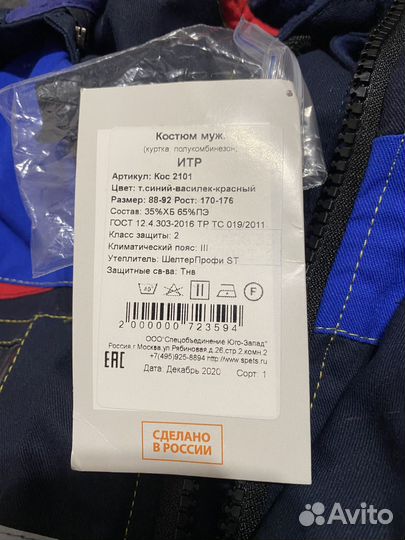 Костюм муж.
(куртка, полукомбинезон)
ИТР
Артикул: Кос 2101
Цвет: т.синий-василек-красный
Размер: 88-92 Рост: 170-176
Состав: 35%ХБ 65%ПЭ
ГОСТ 12.4.303-2016 ТР ТС 019/2011
Класс защиты: 2
Климатический пояс: III
Утеплитель: ШелтерПрофи ST
Защитные св-ва: Тнв
40
F
2 000000 723594
ООО"Спецобъединение Юго-Запад"
Россия г.Москва,ул.Рябиновая д.26,стр.2,комн 2
+7(495)925-8894 http://www.spets.ru
EAC
Дата: Декабрь 2020 Сорт: 1
СДЕЛАНО
В РОССИИ
Avito